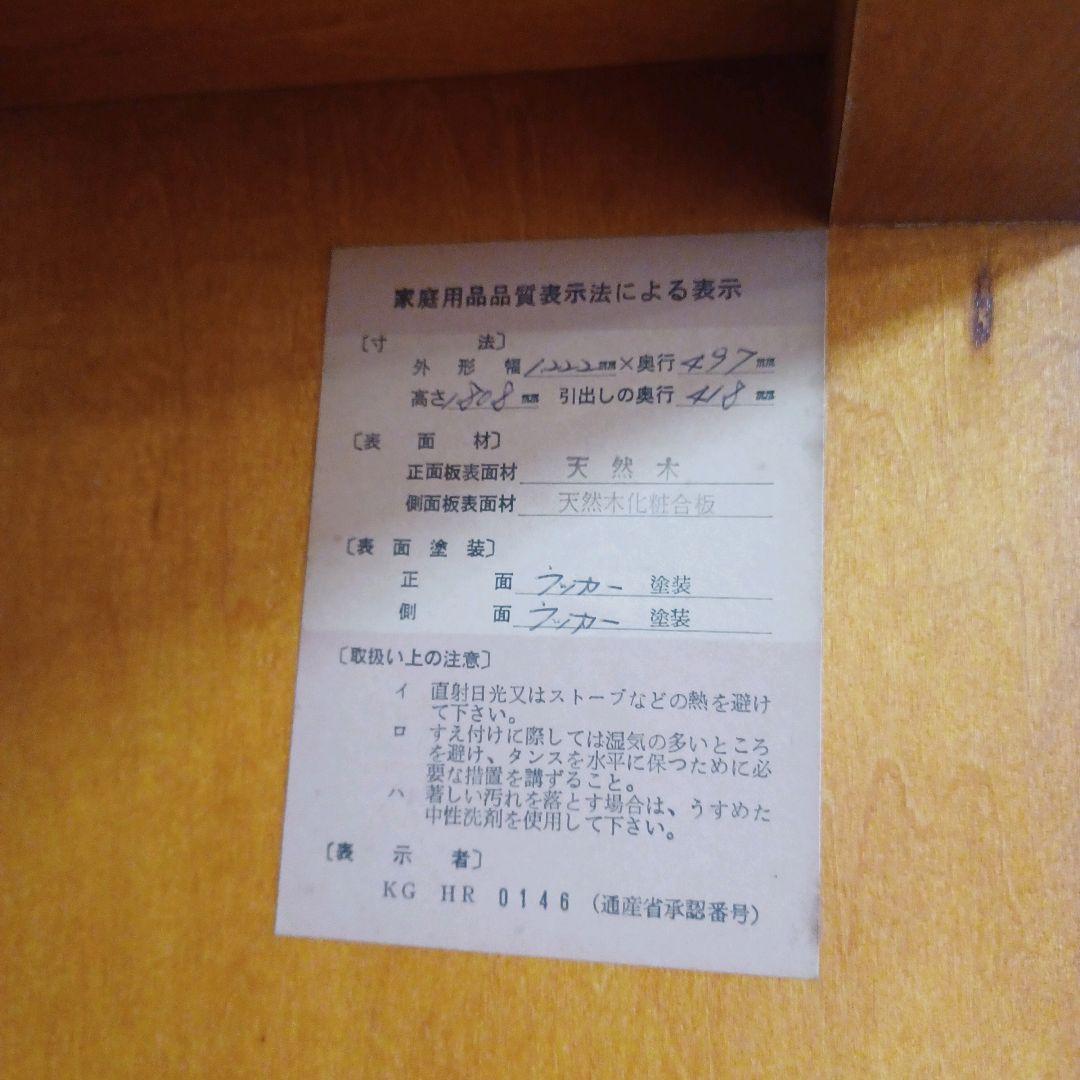 家庭用品品質表示法による表示
〔寸法〕
外形幅1,222mm×奥行497mm
高さ1,808mm 引出しの奥行418mm
〔表面材〕
正面板表面材 天然木
側面板表面材 天然木化粧合板
〔表面塗装〕
正面 ラッカー 塗装
側面 ラッカー 塗装
〔取扱い上の注意〕
イ 直射日光又はストーブなどの熱を避け
て下さい。
ロ すえ付けに際しては湿気の多いところ
を避け、タンスを水平に保つために必
要な措置を講ずること。
ハ 著しい汚れを落とす場合は、うすめた
中性洗剤を使用して下さい。
〔表示者〕
KG HR 0146 (通産省承認番号)